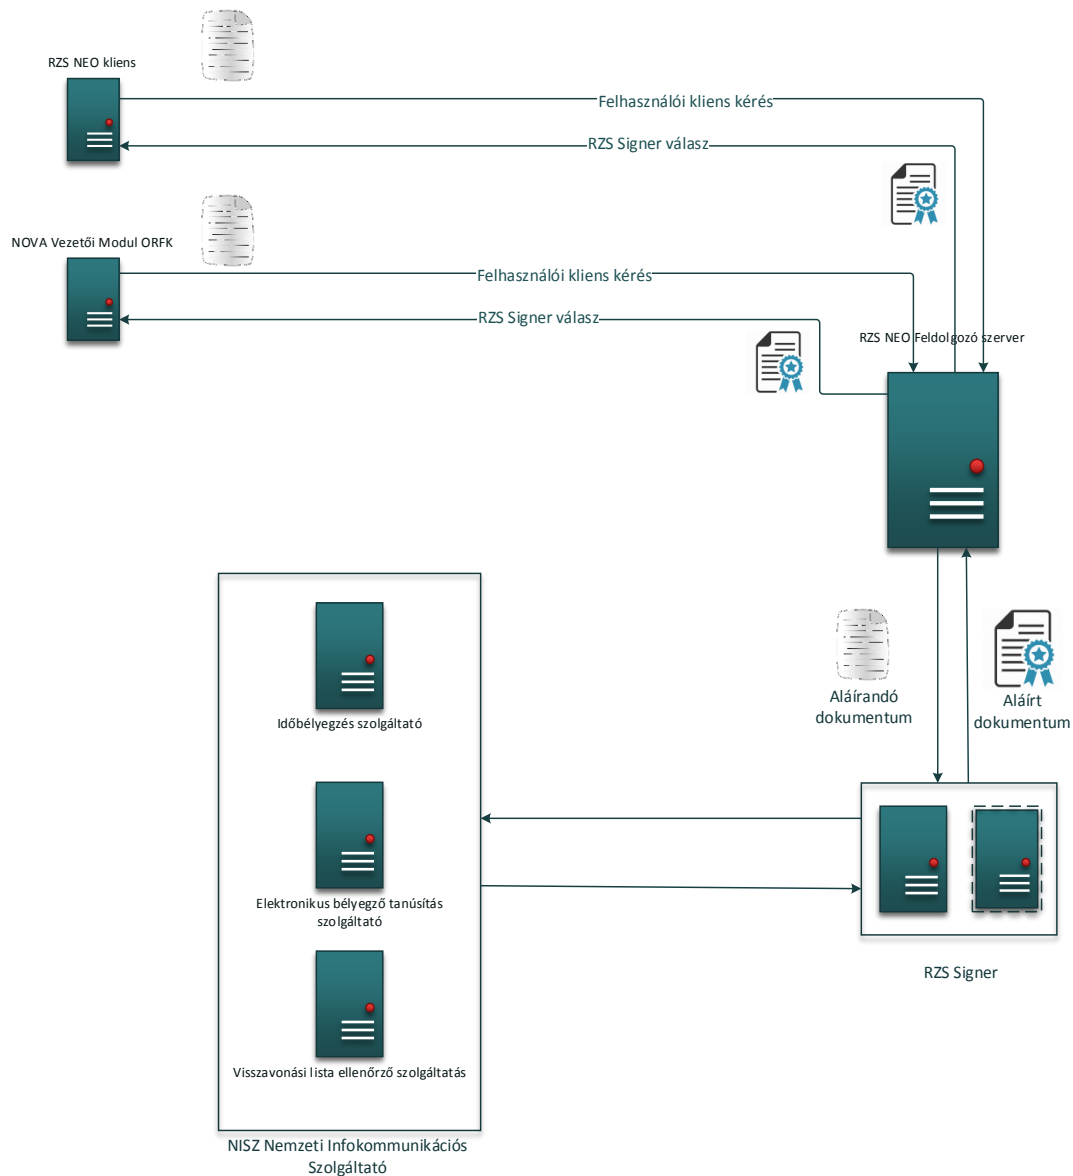 RZS NEO kliens
Felhasználói kliens kérés
RZS Signer válasz
NOVA Vezetői Modul ORFK
Felhasználói kliens kérés
RZS Signer válasz
RZS NEO Feldolgozó szerver
Aláírandó
dokumentum
Aláírt
dokumentum
Időbélyegzés szolgáltató
Elektronikus bélyegző tanúsítás
szolgáltató
RZS Signer
Visszavonási lista ellenőrző szolgáltatás
NISZ Nemzeti Infokommunikációs
Szolgáltató